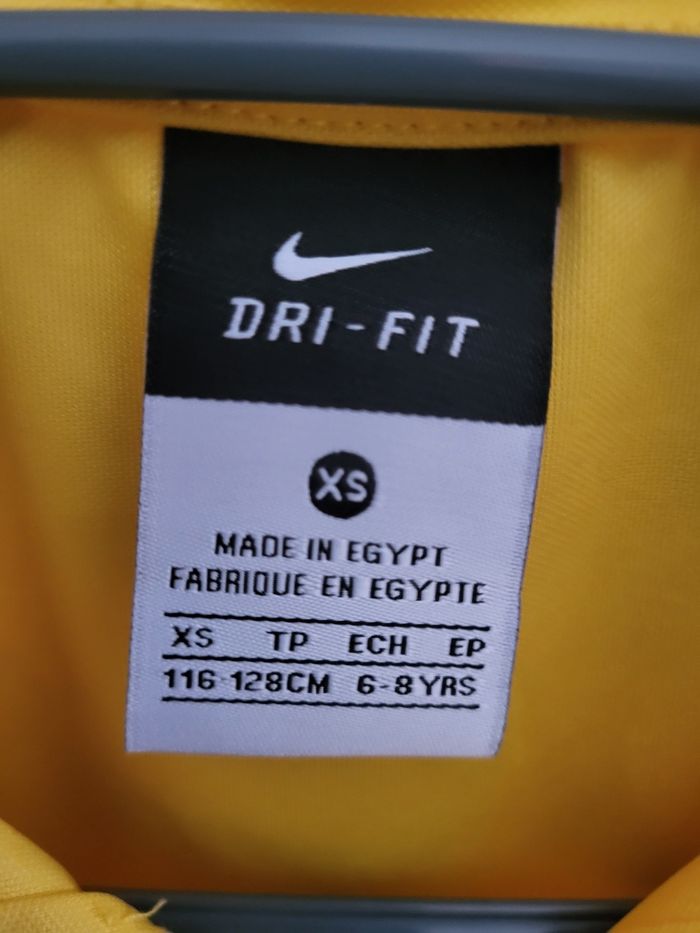 DRI-FIT
XS
MADE IN EGYPT
FABRIQUE EN EGYPTE
XS TP ECH EP
116-128CM 6-8YRS